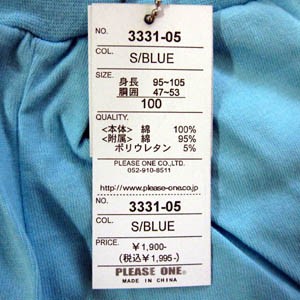 NO. 3331-05
COL. S/BLUE
SIZE.
身長 95~105
胴囲 47~53
100
QUALITY.
<本体> 綿 100%
<附属> 綿 95%
ポリウレタン 5%
PLEASE ONE CO.,LTD.
052-910-8511
http://www.please-one.co.jp
NO. 3331-05
COL. S/BLUE
PRICE. ¥1,900-
(税込¥1,995-)
PLEASE ONE.
MADE IN CHINA